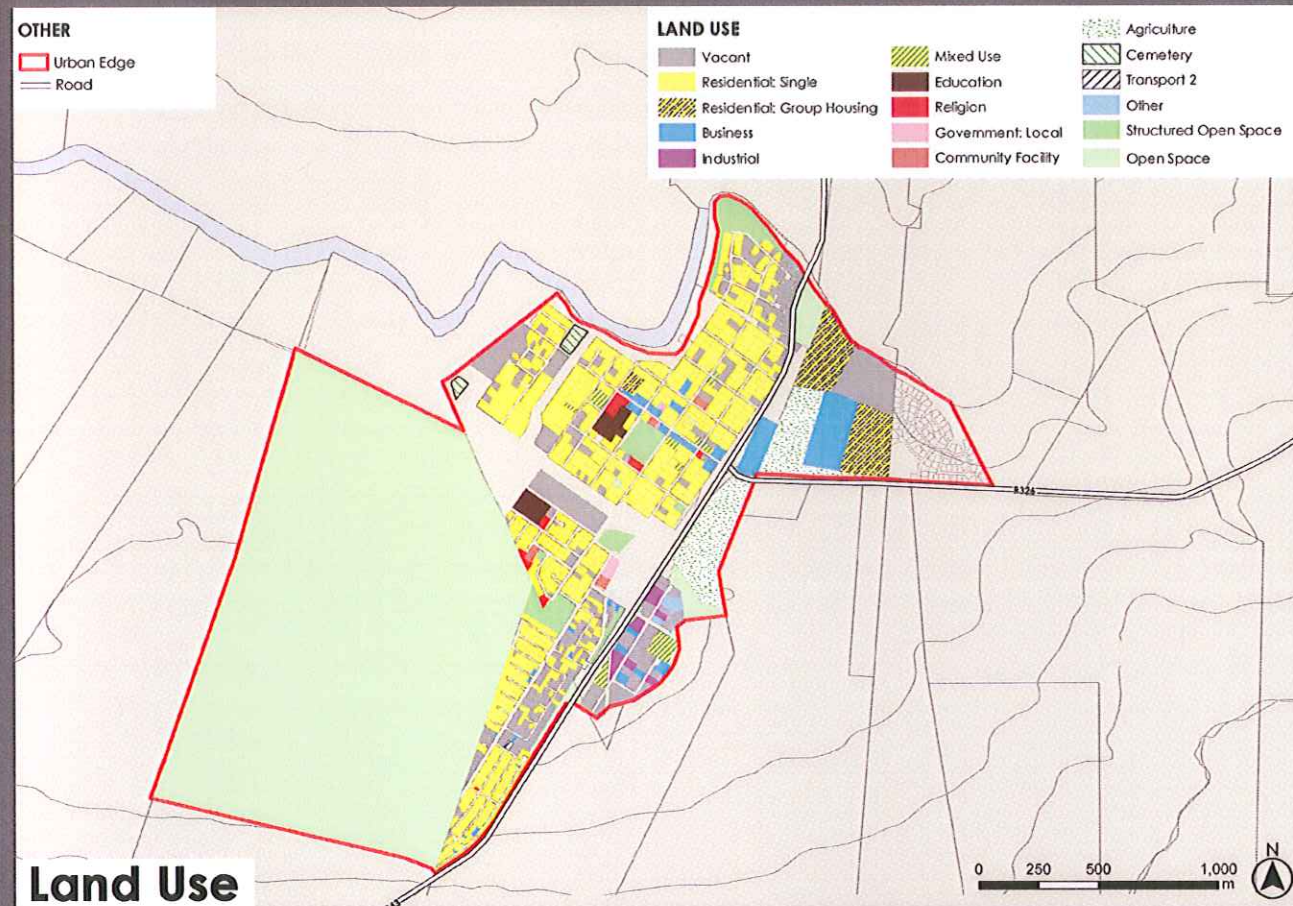 OTHER
Urban Edge
Road
LAND USE
Vacant
Residential: Single
Residential: Group Housing
Business
Industrial
Mixed Use
Education
Religion
Government: Local
Community Facility
Agriculture
Cemetery
Transport 2
Other
Structured Open Space
Open Space
R326
Land Use
0 250 500 1,000
m
N